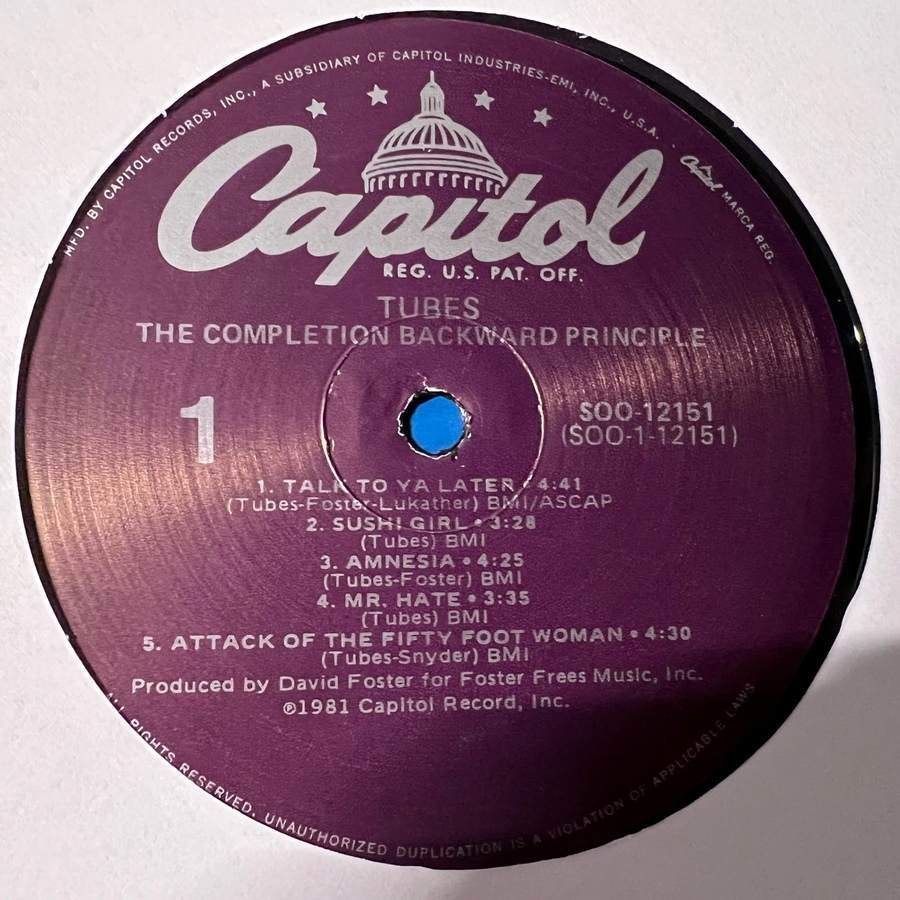 MFD. BY CAPITOL RECORDS, INC., A SUBSIDIARY OF CAPITOL INDUSTRIES-EMI, INC., U.S.A. . Capitol MARCA REG.
Capitol
REG. U.S. PAT. OFF.
TUBES
THE COMPLETION BACKWARD PRINCIPLE
1
SOO-12151
(SOO-1-12151)
1. TALK TO YA LATER • 4:41
(Tubes-Foster-Lukather) BMI/ASCAP
2. SUSHI GIRL • 3:28
(Tubes) BMI
3. AMNESIA • 4:25
(Tubes-Foster) BMI
4. MR. HATE • 3:35
(Tubes) BMI
5. ATTACK OF THE FIFTY FOOT WOMAN • 4:30
(Tubes-Snyder) BMI
Produced by David Foster for Foster Frees Music, Inc.
℗1981 Capitol Record, Inc.
ALL RIGHTS RESERVED. UNAUTHORIZED DUPLICATION IS A VIOLATION OF APPLICABLE LAWS